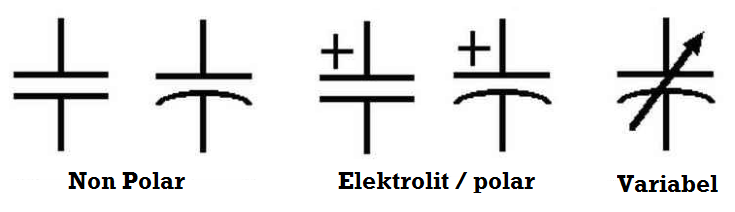 + +
Non Polar Elektrolit / polar Variabel